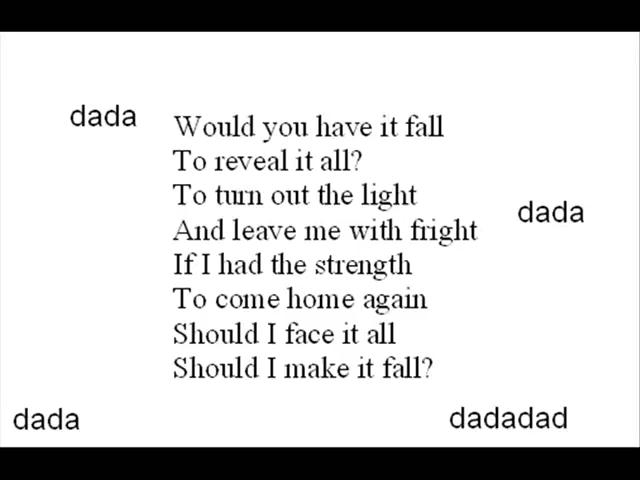 dada
Would you have it fall
To reveal it all?
To turn out the light
dada
And leave me with fright
If I had the strength
To come home again
Should I face it all
Should I make it fall?
dada
dadadad